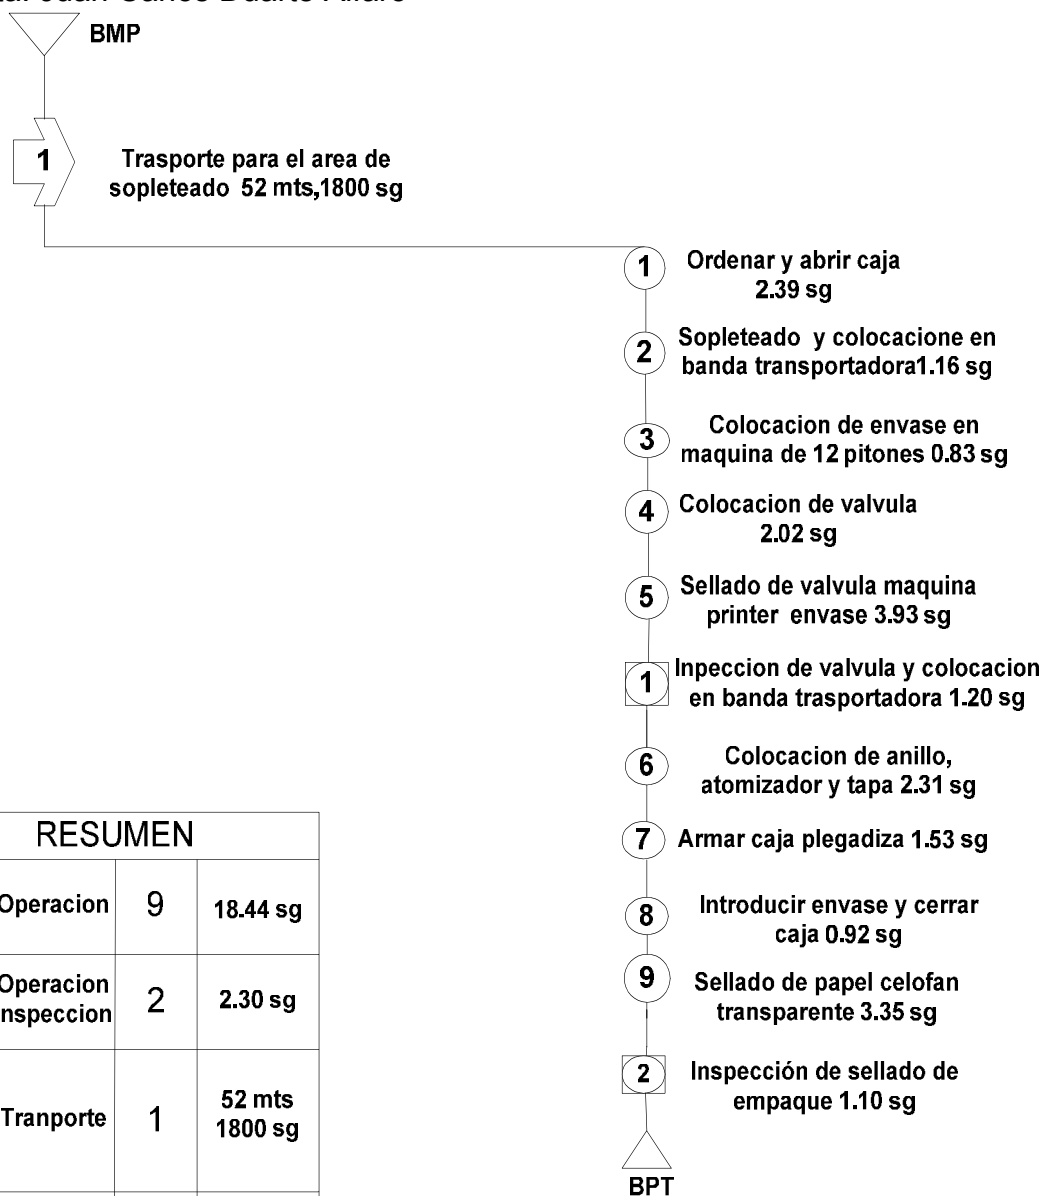 Juan Carlos Duarte Alfaro
BMP
1
Trasporte para el area de
sopleteado 52 mts,1800 sg
1
Ordenar y abrir caja
2.39 sg
2
Sopleteado y colocacione en
banda transportadora1.16 sg
3
Colocacion de envase en
maquina de 12 pitones 0.83 sg
4
Colocacion de valvula
2.02 sg
5
Sellado de valvula maquina
printer envase 3.93 sg
1
Inpeccion de valvula y colocacion
en banda trasportadora 1.20 sg
6
Colocacion de anillo,
atomizador y tapa 2.31 sg
7
Armar caja plegadiza 1.53 sg
8
Introducir envase y cerrar
caja 0.92 sg
9
Sellado de papel celofan
transparente 3.35 sg
2
Inspección de sellado de
empaque 1.10 sg
BPT
RESUMEN
Operacion 9 18.44 sg
Operacion
nspeccion 2 2.30 sg
Tranporte 1 52 mts
1800 sg